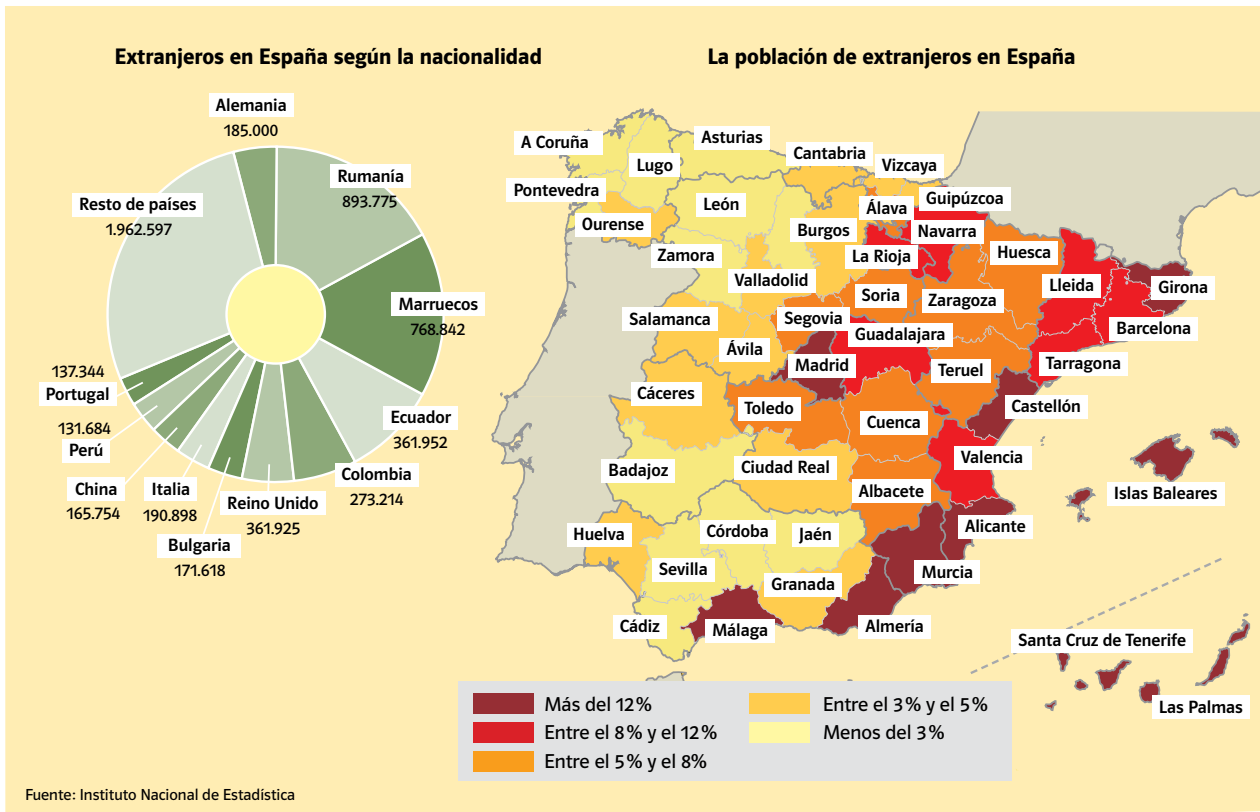 Extranjeros en España según la nacionalidad
Alemania
185.000
Rumanía
893.775
Marruecos
768.842
Ecuador
361.952
Colombia
273.214
Reino Unido
361.925
Bulgaria
171.618
Italia
190.898
China
165.754
Perú
131.684
Portugal
137.344
Resto de países
1.962.597
La población de extranjeros en España
A Coruña
Lugo
Asturias
Cantabria
Vizcaya
Guipúzcoa
Pontevedra
Ourense
León
Burgos
Álava
Navarra
La Rioja
Huesca
Zamora
Valladolid
Soria
Zaragoza
Lleida
Girona
Barcelona
Salamanca
Segovia
Guadalajara
Ávila
Madrid
Teruel
Tarragona
Cáceres
Toledo
Cuenca
Castellón
Badajoz
Ciudad Real
Valencia
Albacete
Islas Baleares
Huelva
Córdoba
Jaén
Alicante
Sevilla
Granada
Murcia
Cádiz
Málaga
Almería
Santa Cruz de Tenerife
Las Palmas
Más del 12%
Entre el 8% y el 12%
Entre el 5% y el 8%
Entre el 3% y el 5%
Menos del 3%
Fuente: Instituto Nacional de Estadística